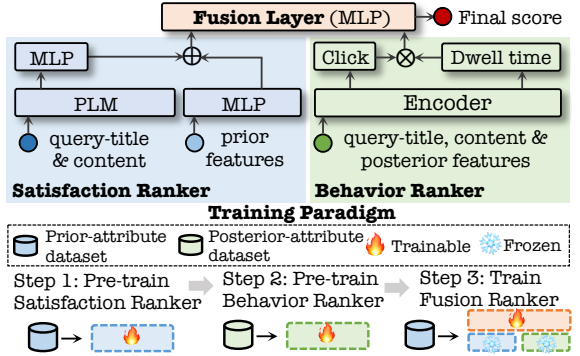 Fusion Layer (MLP)
Final score
MLP
⊕
Click
⊗
Dwell time
PLM
MLP
Encoder
query-title
& content
prior
features
query-title, content &
posterior features
Satisfaction Ranker
Behavior Ranker
Training Paradigm
Prior-attribute
dataset
Posterior-attribute
dataset
Trainable
Frozen
Step 1: Pre-train
Satisfaction Ranker
Step 2: Pre-train
Behavior Ranker
Step 3: Train
Fusion Ranker